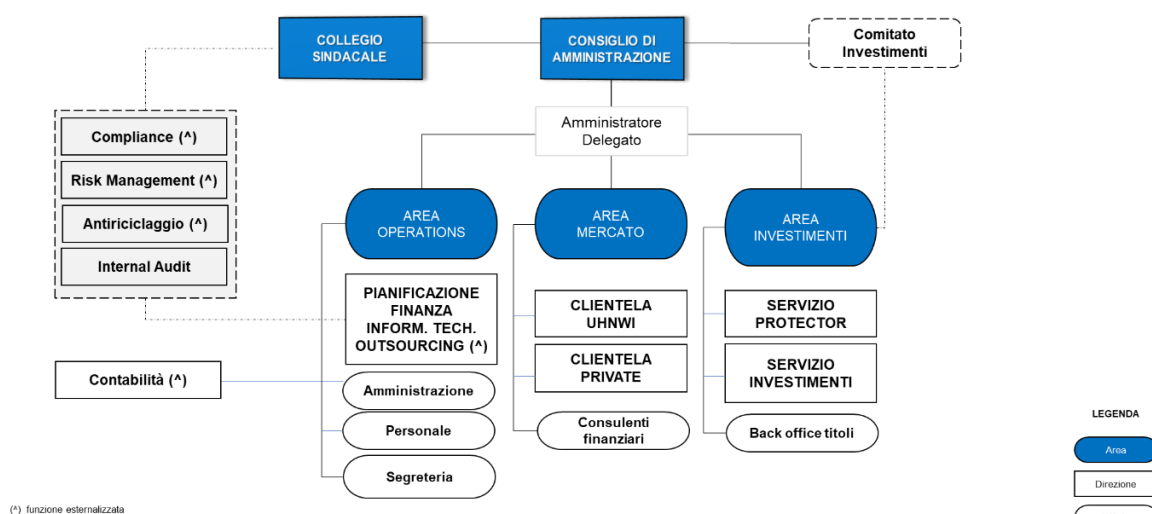 COLLEGIO
SINDACALE
CONSIGLIO DI
AMMINISTRAZIONE
Comitato
Investimenti
Amministratore
Delegato
Compliance (^)
Risk Management (^)
Antiriciclaggio (^)
Internal Audit
AREA
OPERATIONS
AREA
MERCATO
AREA
INVESTIMENTI
PIANIFICAZIONE
FINANZA
INFORM. TECH.
OUTSOURCING (^)
CLIENTELA
UHNWI
SERVIZIO
PROTECTOR
CLIENTELA
PRIVATE
SERVIZIO
INVESTIMENTI
Contabilità (^)
Amministrazione
Personale
Segreteria
Consulenti
finanziari
Back office titoli
LEGENDA
Area
Direzione
(^) funzione esternalizzata